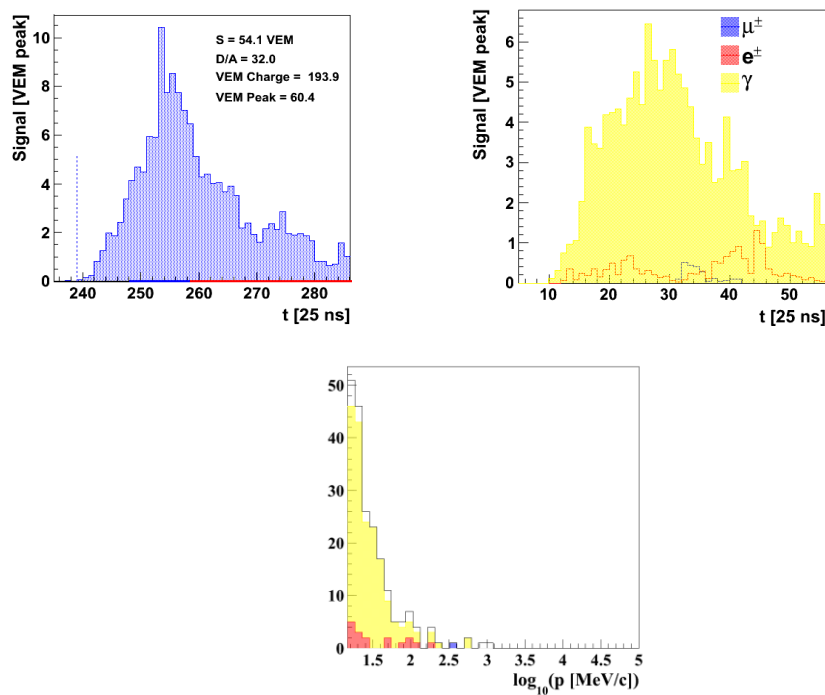 S = 54.1 VEM
D/A = 32.0
VEM Charge = 193.9
VEM Peak = 60.4
Signal [VEM peak]
10
8
6
4
2
0
240 250 260 270 280
t [25 ns]
μ±
e±
γ
Signal [VEM peak]
6
5
4
3
2
1
0
10 20 30 40 50
t [25 ns]
50
40
30
20
10
0
1.5 2 2.5 3 3.5 4 4.5 5
log10(p [MeV/c])